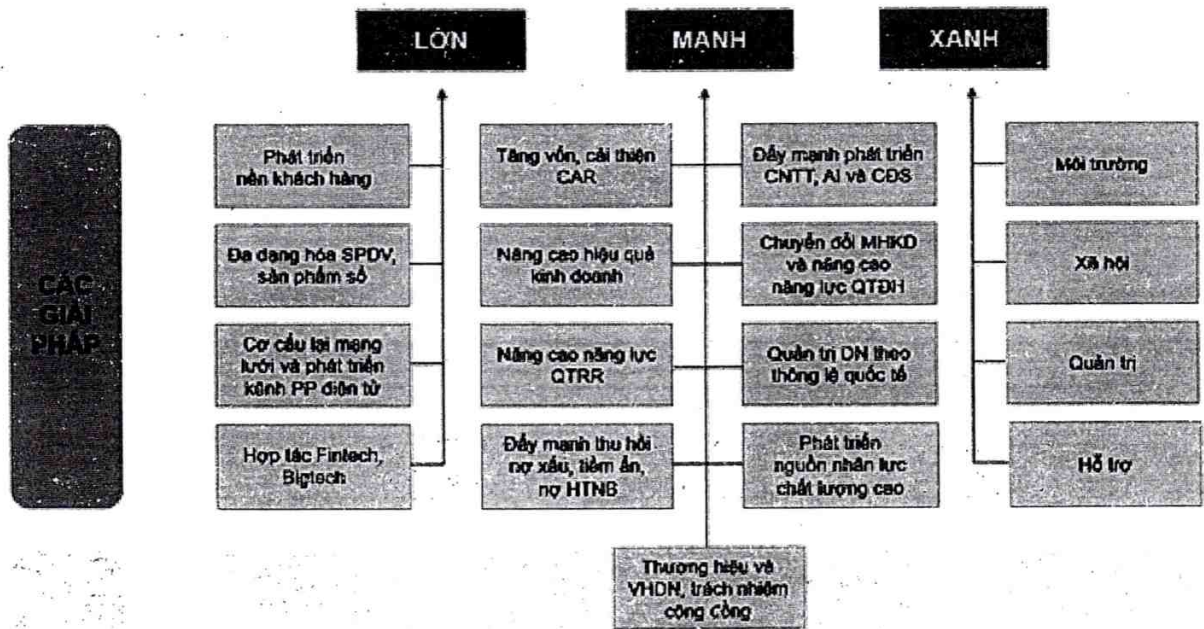 LỚN
MẠNH
XANH
CÁC
GIẢI
PHÁP
Phát triển
nền khách hàng
Đa dạng hóa SPDV,
sản phẩm số
Cơ cấu lại mạng
lưới và phát triển
kênh PP điện tử
Hợp tác Fintech,
Bigtech
Tăng vốn, cải thiện
CAR
Nâng cao hiệu quả
kinh doanh
Nâng cao năng lực
QTRR
Đẩy mạnh thu hồi
nợ xấu, tiềm ẩn,
nợ HTNB
Đẩy mạnh phát triển
CNTT, AI và CĐS
Chuyển đổi MHKD
và nâng cao
năng lực QTĐH
Quản trị DN theo
thông lệ quốc tế
Phát triển
nguồn nhân lực
chất lượng cao
Thương hiệu và
VHDN, trách nhiệm
cộng đồng
Môi trường
Xã hội
Quản trị
Hỗ trợ